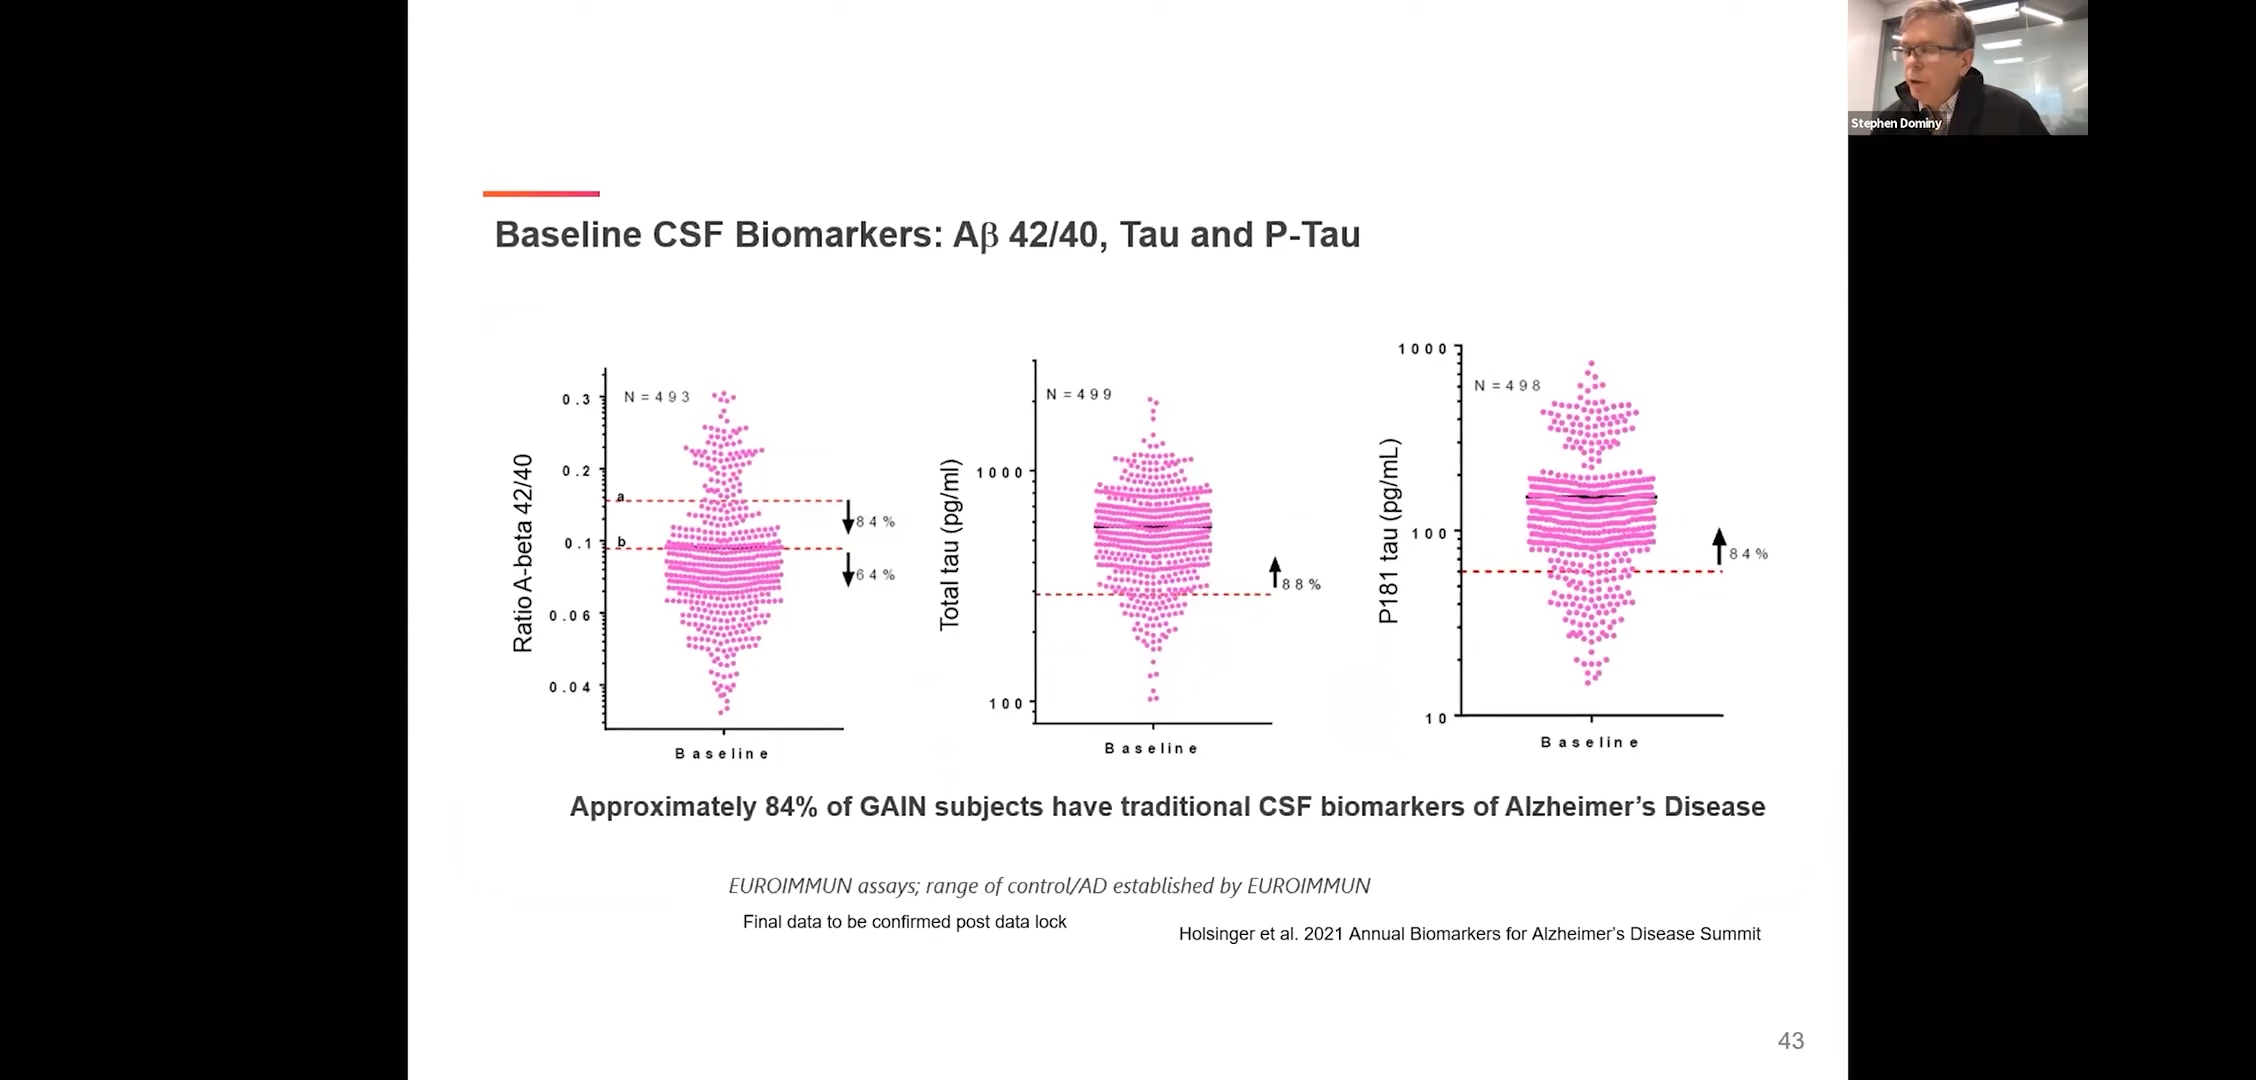 Stephen Dominy
Baseline CSF Biomarkers: Aβ 42/40, Tau and P-Tau
Ratio A-beta 42/40
N=493
0.3
0.2
0.1
0.06
0.04
a
b
84%
64%
Baseline
Total tau (pg/ml)
N=499
1000
100
88%
Baseline
P181 tau (pg/mL)
N=498
1000
100
10
84%
Baseline
Approximately 84% of GAIN subjects have traditional CSF biomarkers of Alzheimer’s Disease
EUROIMMUN assays; range of control/AD established by EUROIMMUN
Final data to be confirmed post data lock
Holsinger et al. 2021 Annual Biomarkers for Alzheimer’s Disease Summit
43